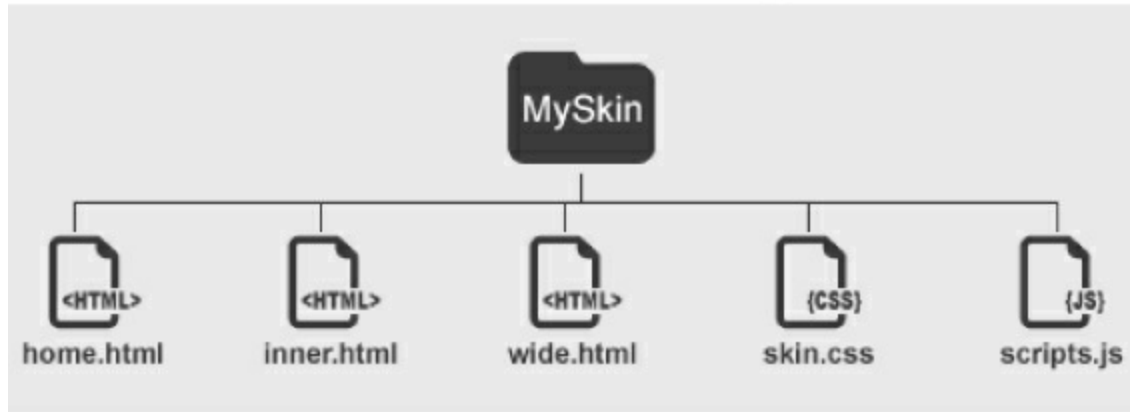 MySkin
<HTML> <HTML> <HTML> {CSS} {JS}
home.html inner.html wide.html skin.css scripts.js